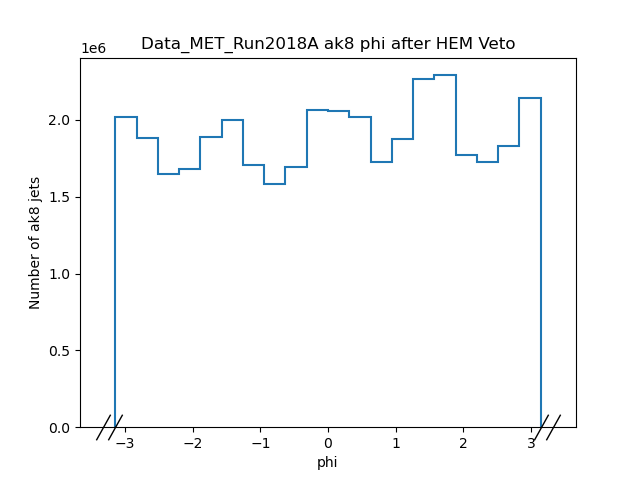 Data_MET_Run2018A ak8 phi after HEM Veto
1e6
2.0
1.5
1.0
0.5
0.0
Number of ak8 jets
−3 −2 −1 0 1 2 3
phi